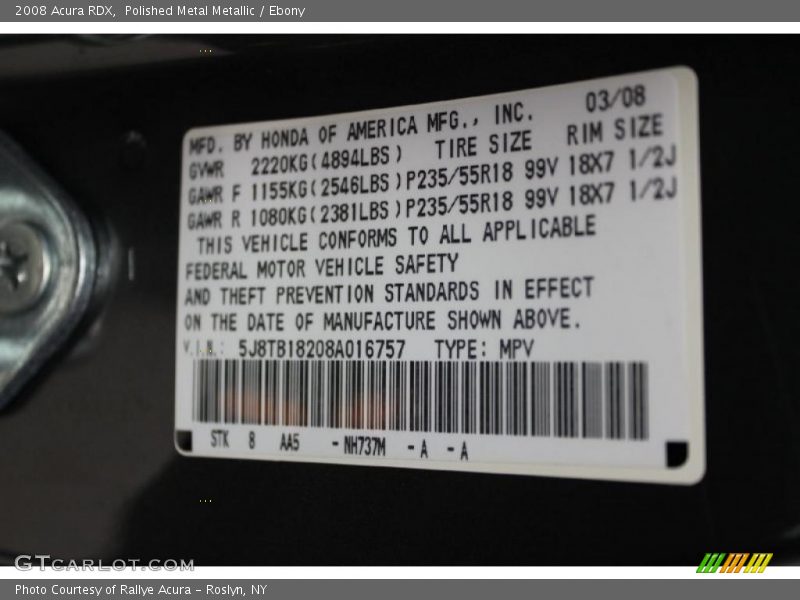 2008 Acura RDX,  Polished Metal Metallic / Ebony
MFD. BY HONDA OF AMERICA MFG., INC. 03/08
GVWR 2220KG(4894LBS) TIRE SIZE RIM SIZE
GAWR F 1155KG(2546LBS)P235/55R18 99V 18X7 1/2J
GAWR R 1080KG(2381LBS)P235/55R18 99V 18X7 1/2J
THIS VEHICLE CONFORMS TO ALL APPLICABLE
FEDERAL MOTOR VEHICLE SAFETY
AND THEFT PREVENTION STANDARDS IN EFFECT
ON THE DATE OF MANUFACTURE SHOWN ABOVE.
V.I.N.: 5J8TB18208A016757 TYPE: MPV
STK 8 AA5 - NH737M - A - A
GTCARLOT.COM
Photo Courtesy of Rallye Acura - Roslyn, NY